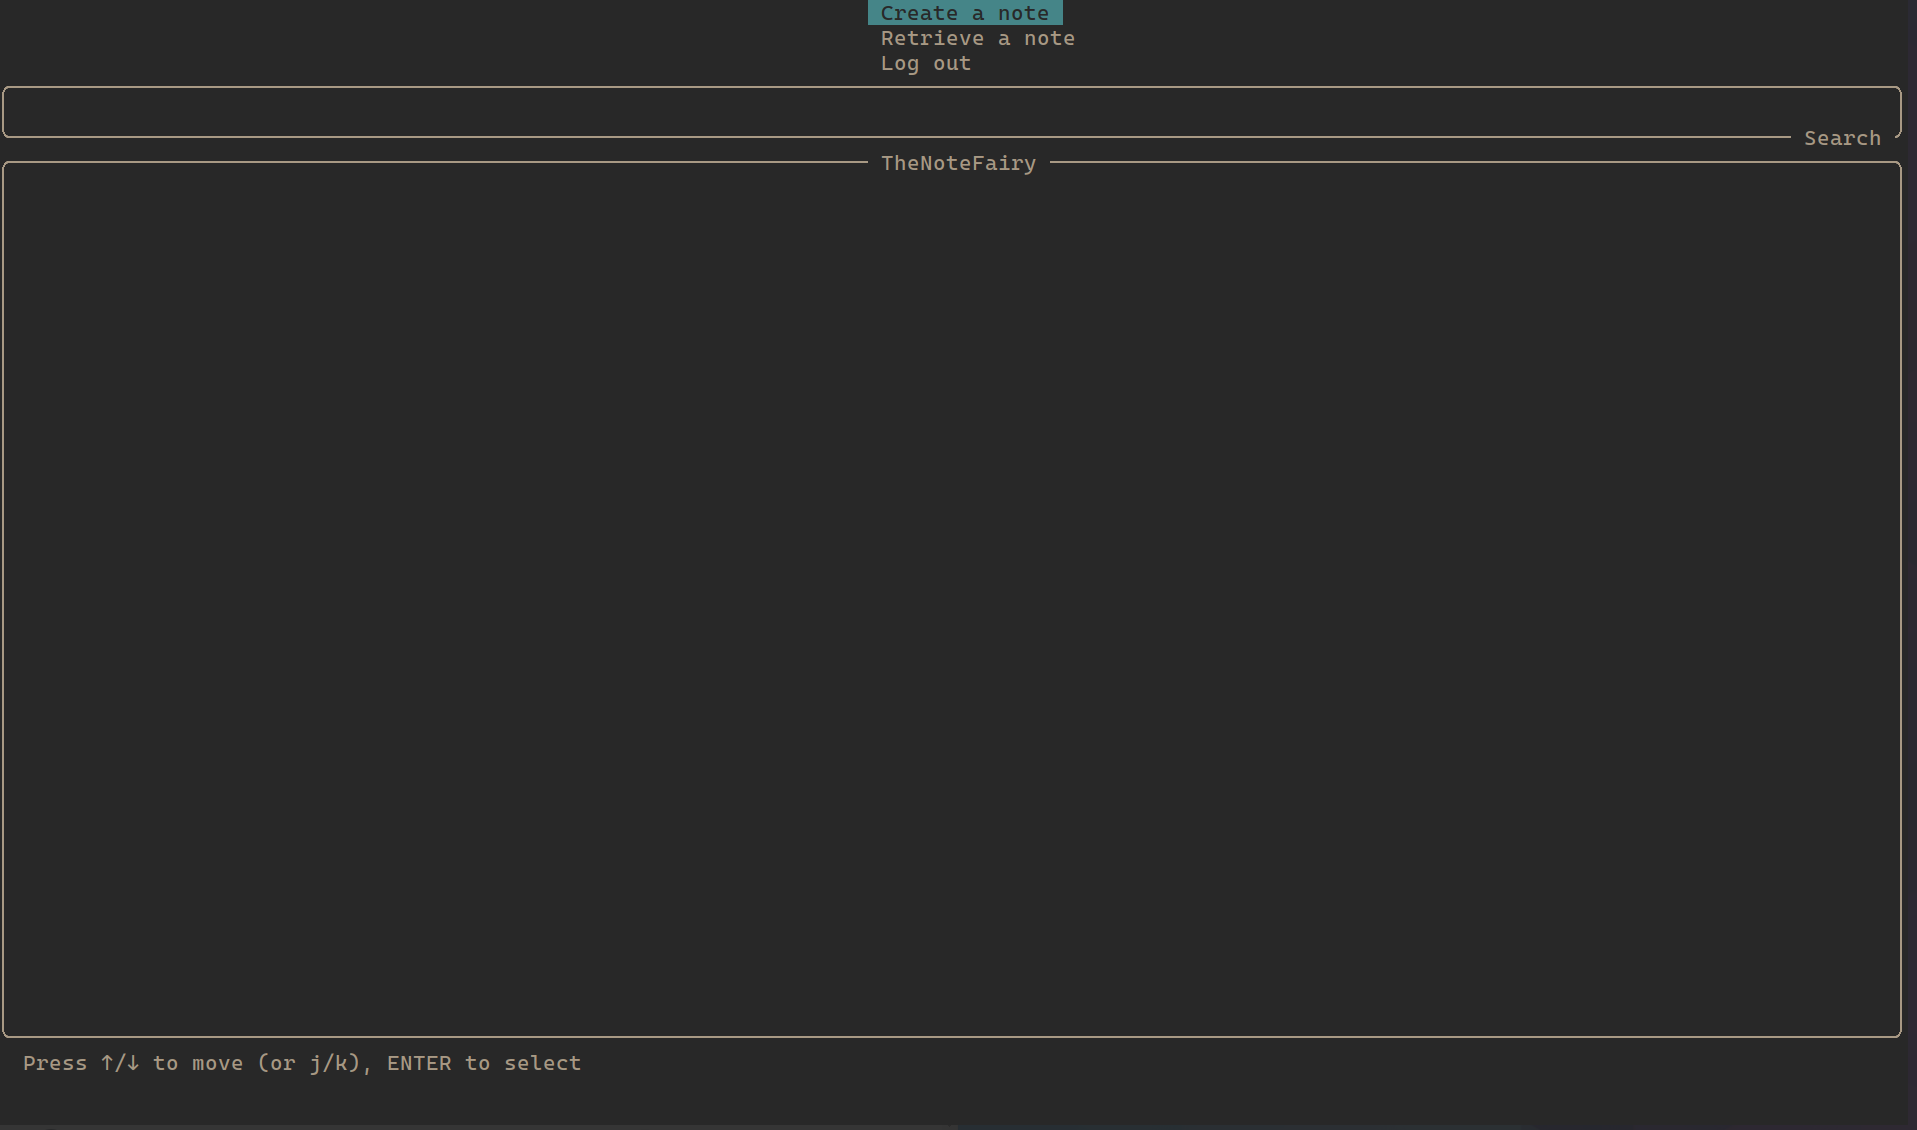 Create a note
Retrieve a note
Log out
Search
TheNoteFairy
Press ↑/↓ to move (or j/k), ENTER to select